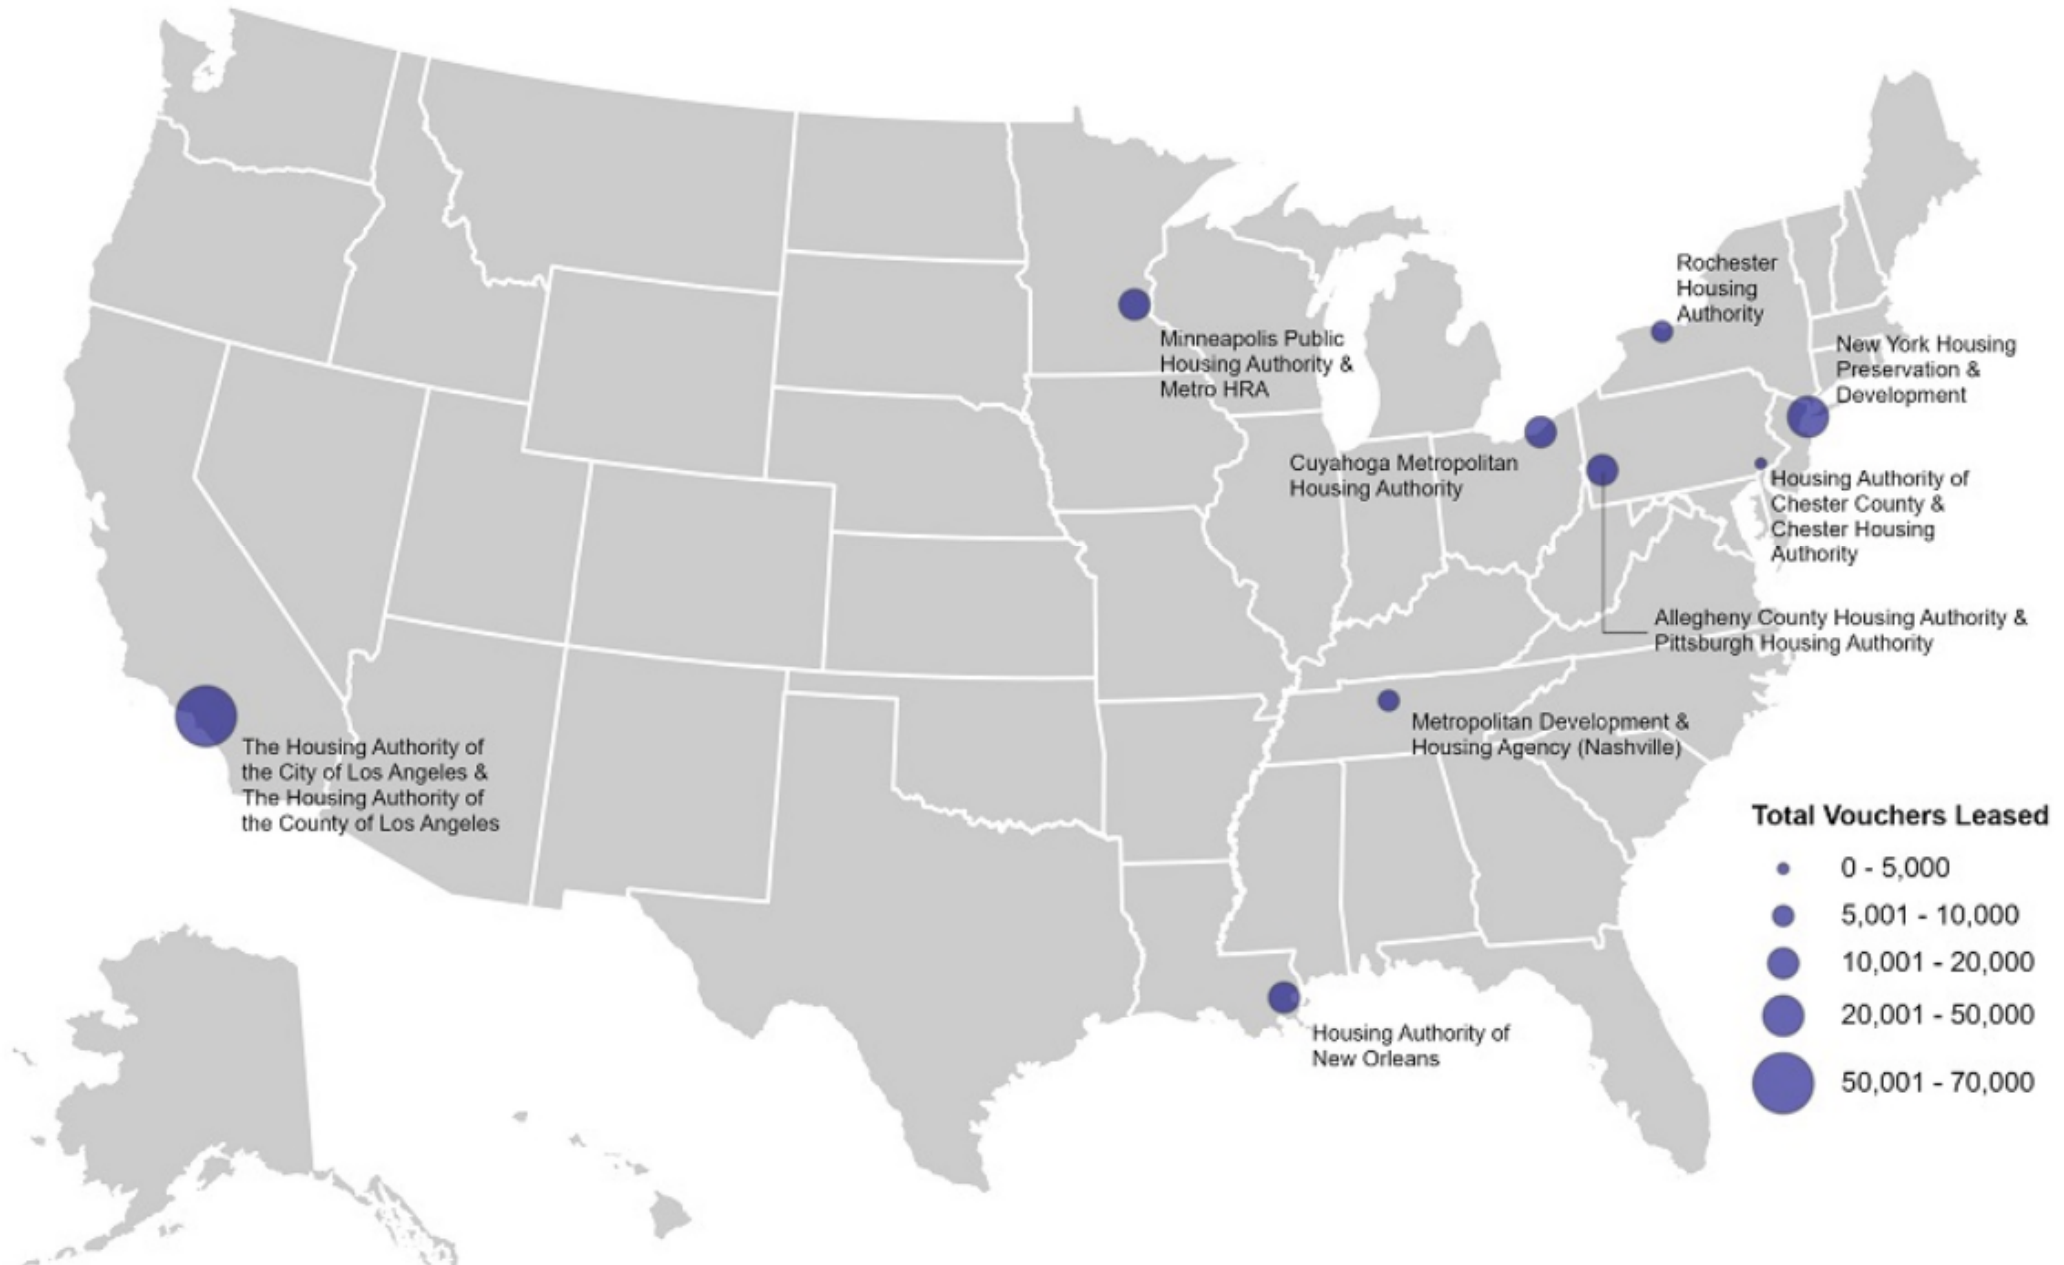 Rochester
Housing
Authority
Minneapolis Public
Housing Authority &
Metro HRA
New York Housing
Preservation &
Development
Cuyahoga Metropolitan
Housing Authority
Housing Authority of
Chester County &
Chester Housing
Authority
Allegheny County Housing Authority &
Pittsburgh Housing Authority
Metropolitan Development &
Housing Agency (Nashville)
The Housing Authority of
the City of Los Angeles &
The Housing Authority of
the County of Los Angeles
Housing Authority of
New Orleans
Total Vouchers Leased
0 - 5,000
5,001 - 10,000
10,001 - 20,000
20,001 - 50,000
50,001 - 70,000